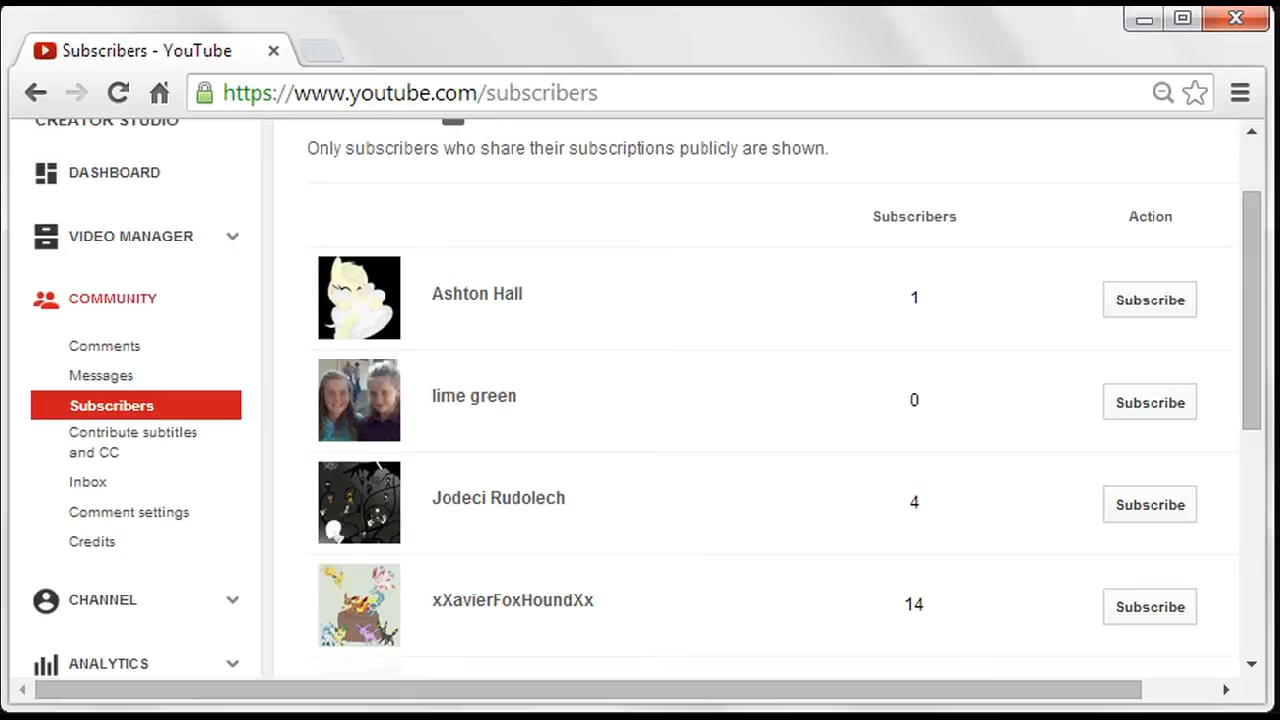 Subscribers - YouTube
https://www.youtube.com/subscribers
CREATOR STUDIO
DASHBOARD
VIDEO MANAGER
COMMUNITY
Comments
Messages
Subscribers
Contribute subtitles
and CC
Inbox
Comment settings
Credits
CHANNEL
ANALYTICS
Only subscribers who share their subscriptions publicly are shown.
Subscribers Action
Ashton Hall 1 Subscribe
lime green 0 Subscribe
Jodeci Rudolech 4 Subscribe
xXavierFoxHoundXx 14 Subscribe